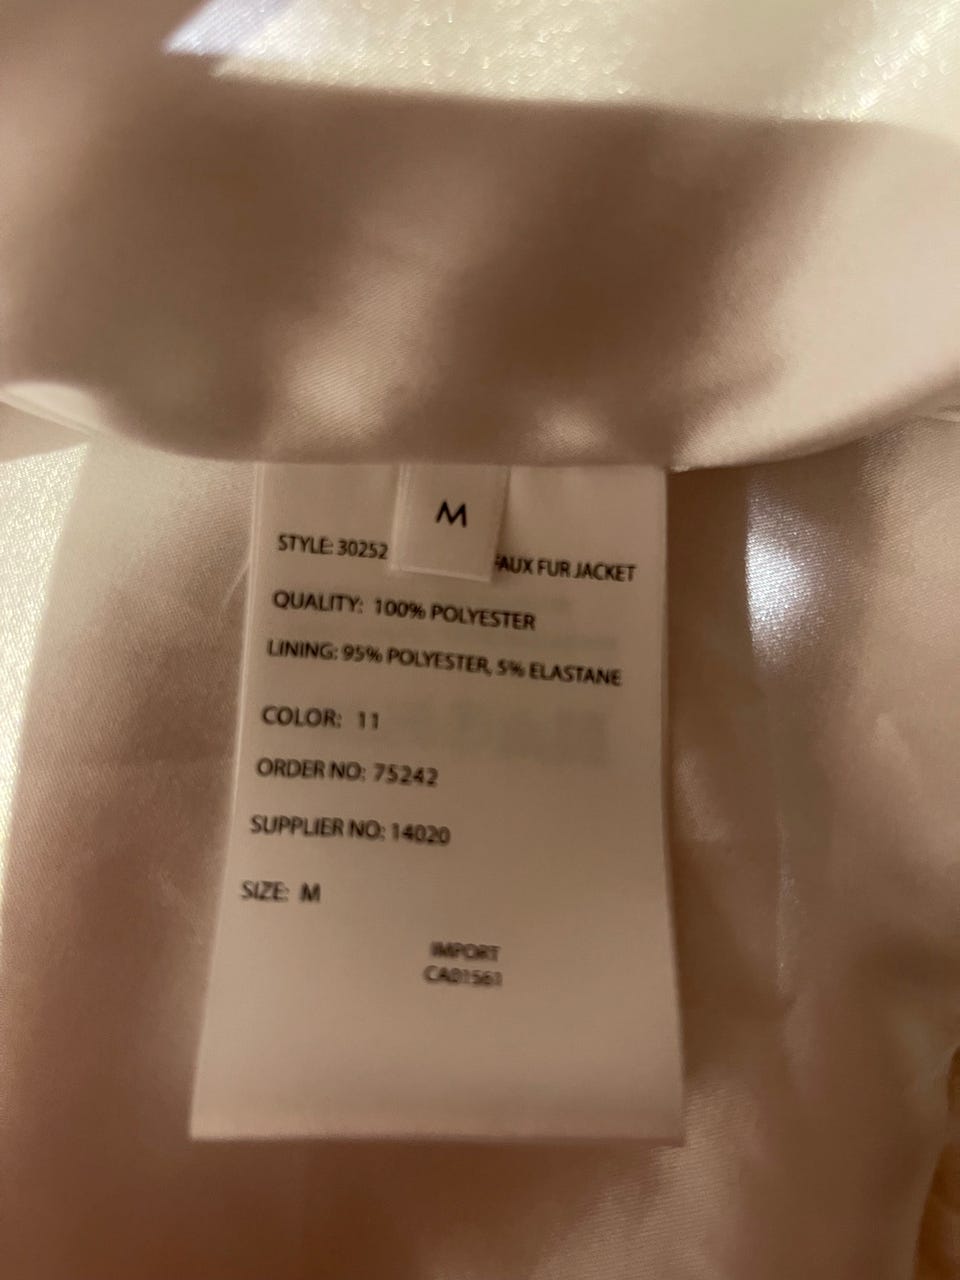 M
STYLE: 30252 FAUX FUR JACKET
QUALITY: 100% POLYESTER
LINING: 95% POLYESTER, 5% ELASTANE
COLOR: 11
ORDER NO: 75242
SUPPLIER NO: 14020
SIZE: M
IMPORT
CA01561